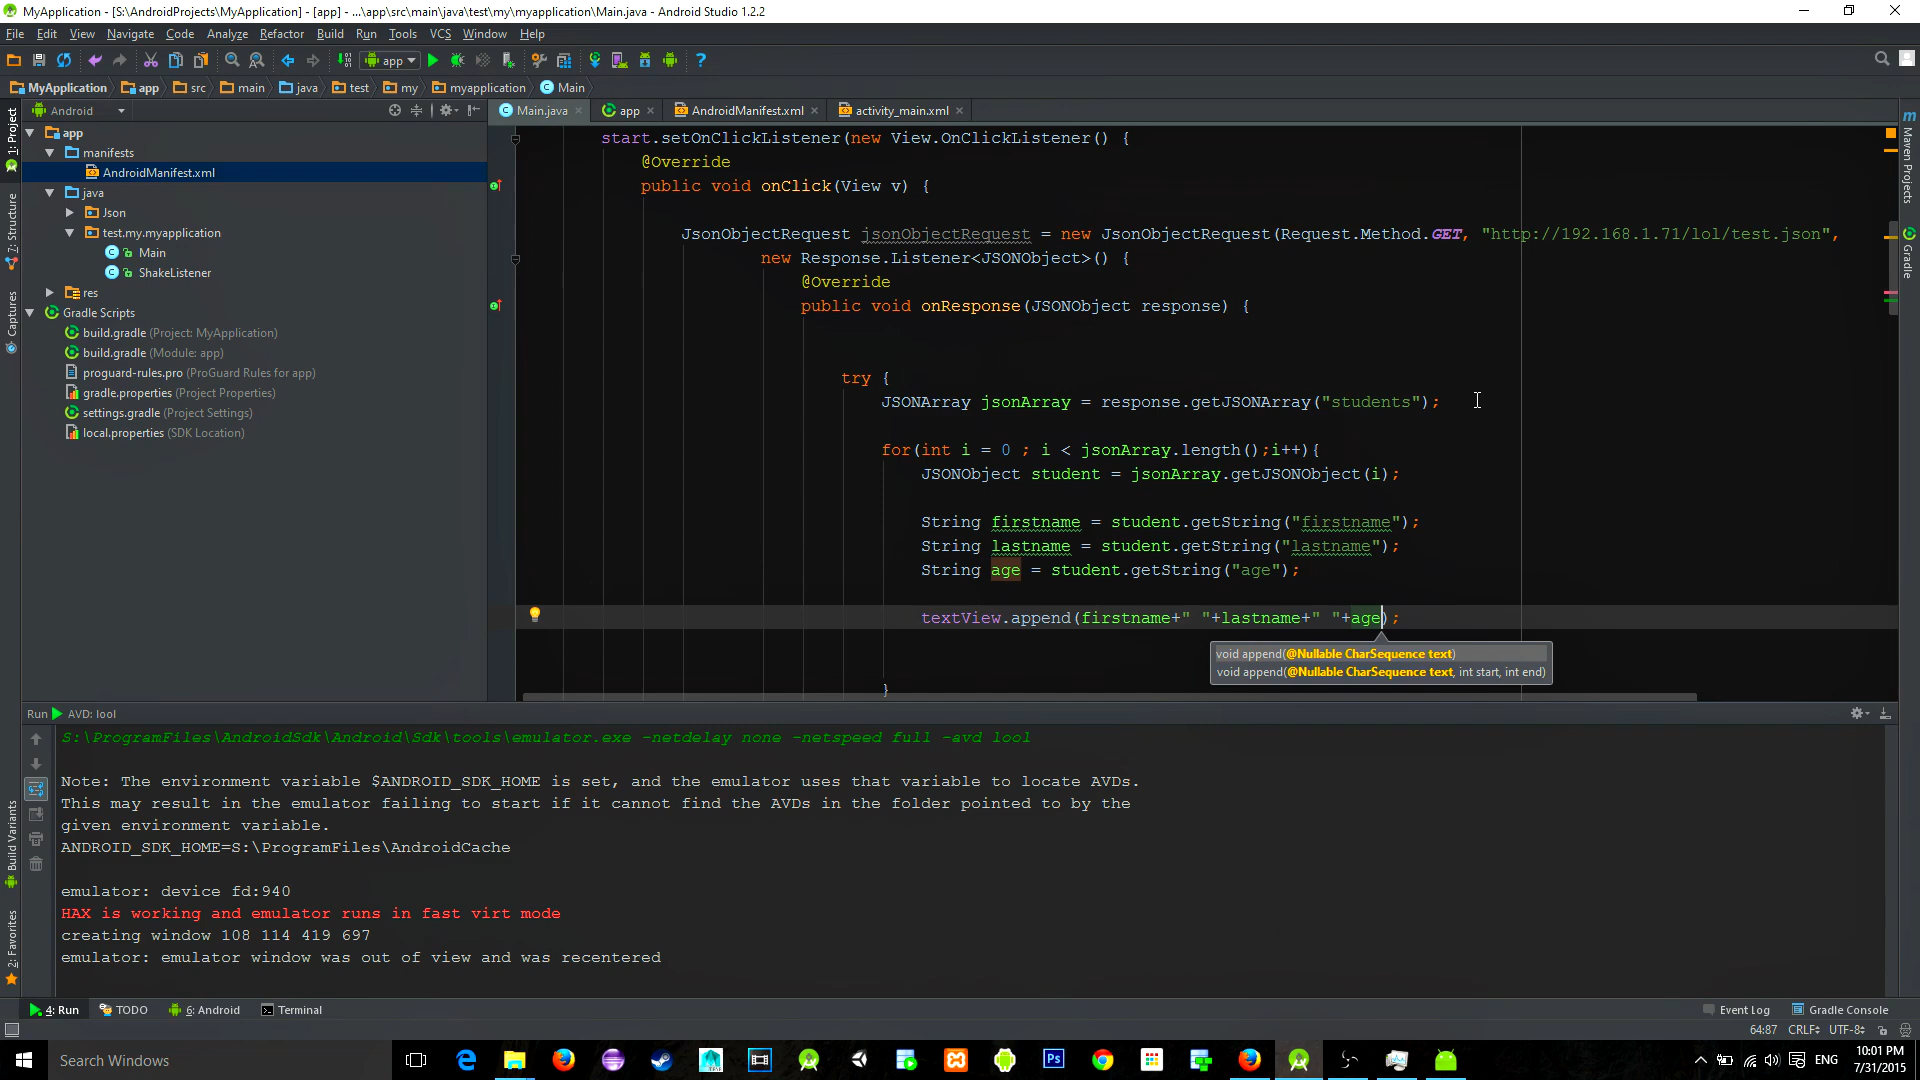 MyApplication - [S:\AndroidProjects\MyApplication] - [app] - ...\app\src\main\java\test\my\myapplication\Main.java - Android Studio 1.2.2
File Edit View Navigate Code Analyze Refactor Build Run Tools VCS Window Help
app
MyApplication app src main java test my myapplication Main
Android
Main.java app AndroidManifest.xml activity_main.xml
1: Project
7: Structure
Captures
Build Variants
2: Favorites
app
manifests
AndroidManifest.xml
java
Json
test.my.myapplication
Main
ShakeListener
res
Gradle Scripts
build.gradle (Project: MyApplication)
build.gradle (Module: app)
proguard-rules.pro (ProGuard Rules for app)
gradle.properties (Project Properties)
settings.gradle (Project Settings)
local.properties (SDK Location)
start.setOnClickListener(new View.OnClickListener() {
@Override
public void onClick(View v) {
JsonObjectRequest jsonObjectRequest = new JsonObjectRequest(Request.Method.GET, "http://192.168.1.71/lol/test.json",
new Response.Listener<JSONObject>() {
@Override
public void onResponse(JSONObject response) {
try {
JSONArray jsonArray = response.getJSONArray("students");
for(int i = 0 ; i < jsonArray.length();i++){
JSONObject student = jsonArray.getJSONObject(i);
String firstname = student.getString("firstname");
String lastname = student.getString("lastname");
String age = student.getString("age");
textView.append(firstname+" "+lastname+" "+age);
void append(@Nullable CharSequence text)
void append(@Nullable CharSequence text, int start, int end)
}
m Maven Projects
Gradle
Run AVD: lool
S:\ProgramFiles\AndroidSdk\Android\Sdk\tools\emulator.exe -netdelay none -netspeed full -avd lool
Note: The environment variable $ANDROID_SDK_HOME is set, and the emulator uses that variable to locate AVDs.
This may result in the emulator failing to start if it cannot find the AVDs in the folder pointed to by the
given environment variable.
ANDROID_SDK_HOME=S:\ProgramFiles\AndroidCache
emulator: device fd:940
HAX is working and emulator runs in fast virt mode
creating window 108 114 419 697
emulator: emulator window was out of view and was recentered
4: Run TODO 6: Android Terminal Event Log Gradle Console
64:87 CRLF UTF-8
Search Windows
Ps
ENG
10:01 PM
7/31/2015